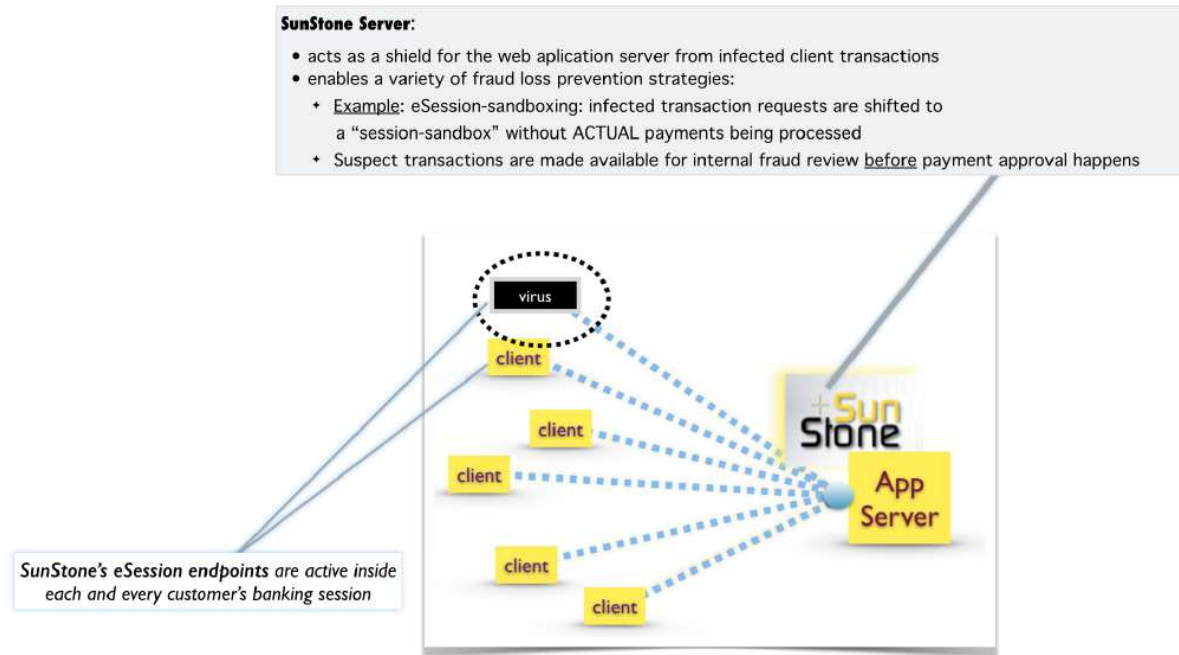 SunStone Server:
• acts as a shield for the web aplication server from infected client transactions
• enables a variety of fraud loss prevention strategies:
✦ Example: eSession-sandboxing: infected transaction requests are shifted to
a “session-sandbox” without ACTUAL payments being processed
✦ Suspect transactions are made available for internal fraud review before payment approval happens
virus
client
client
client
client
client
+Sun
Stone
App
Server
SunStone’s eSession endpoints are active inside
each and every customer’s banking session